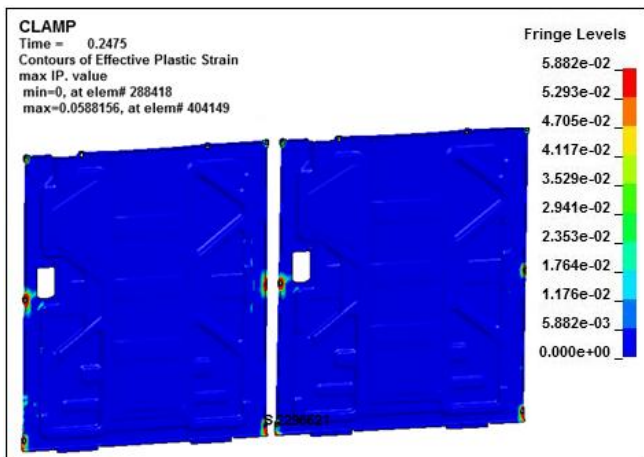 CLAMP
Time = 0.2475
Contours of Effective Plastic Strain
max IP. value
min=0, at elem# 288418
max=0.0588156, at elem# 404149
Fringe Levels
5.882e-02
5.293e-02
4.705e-02
4.117e-02
3.529e-02
2.941e-02
2.353e-02
1.764e-02
1.176e-02
5.882e-03
0.000e+00